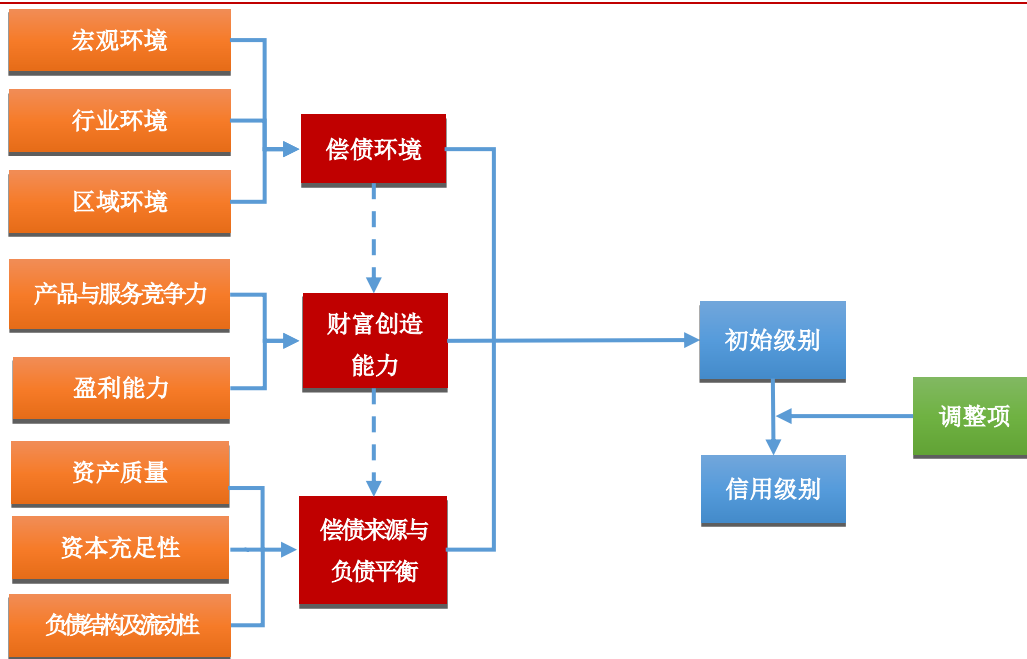 宏观环境
行业环境
区域环境
产品与服务竞争力
盈利能力
资产质量
资本充足性
负债结构及流动性
偿债环境
财富创造
能力
偿债来源与
负债平衡
初始级别
信用级别
调整项